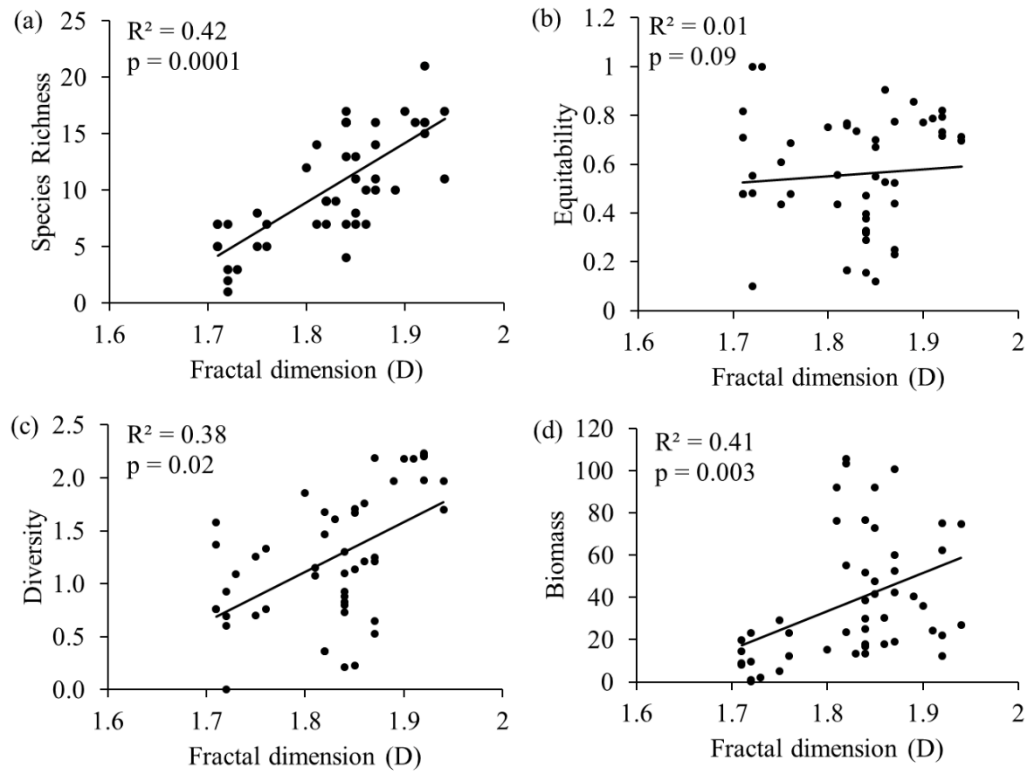 (a)
R² = 0.42
p = 0.0001
25
20
15
10
5
0
Species Richness
1.6 1.7 1.8 1.9 2
Fractal dimension (D)
(b)
R² = 0.01
p = 0.09
1.2
1
0.8
0.6
0.4
0.2
0
Equitability
1.6 1.7 1.8 1.9 2
Fractal dimension (D)
(c)
R² = 0.38
p = 0.02
2.5
2.0
1.5
1.0
0.5
0.0
Diversity
1.6 1.7 1.8 1.9 2
Fractal dimension (D)
(d)
R² = 0.41
p = 0.003
120
100
80
60
40
20
0
Biomass
1.6 1.7 1.8 1.9 2
Fractal dimension (D)